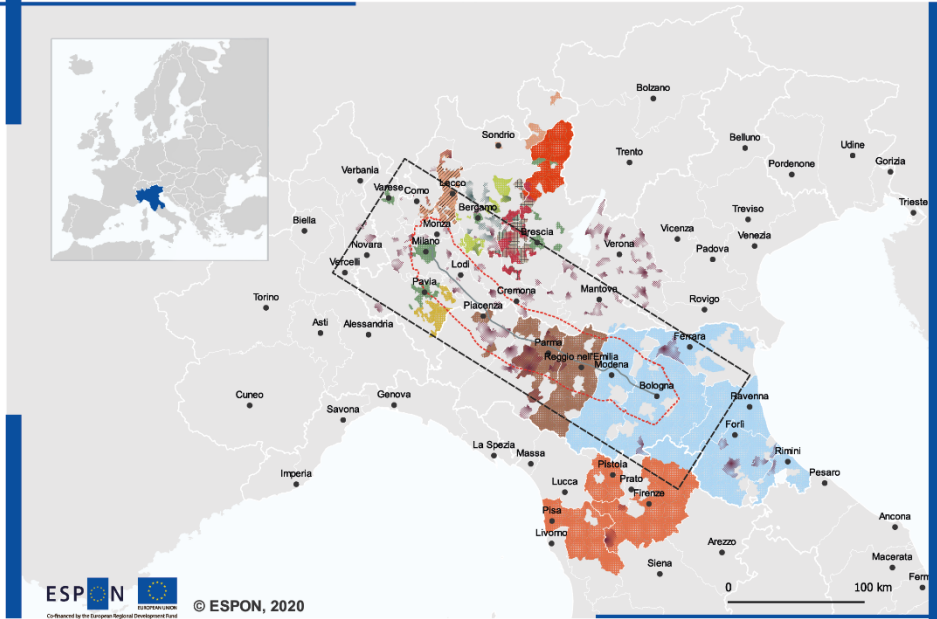 Bolzano
Sondrio
Belluno
Udine
Trento
Pordenone
Gorizia
Verbania
Varese
Como
Lecco
Trieste
Biella
Bergamo
Treviso
Monza
Brescia
Vicenza
Venezia
Novara
Milano
Verona
Padova
Vercelli
Lodi
Pavia
Cremona
Mantova
Rovigo
Torino
Piacenza
Asti
Alessandria
Ferrara
Parma
Reggio nell'Emilia
Modena
Bologna
Cuneo
Genova
Ravenna
Savona
Forlì
La Spezia
Massa
Rimini
Imperia
Pistoia
Pesaro
Lucca
Prato
Firenze
Pisa
Ancona
Livorno
Arezzo
Siena
Macerata
Ferm
0 100 km
ESPON
EUROPEAN UNION
Co-financed by the European Regional Development Fund
© ESPON, 2020